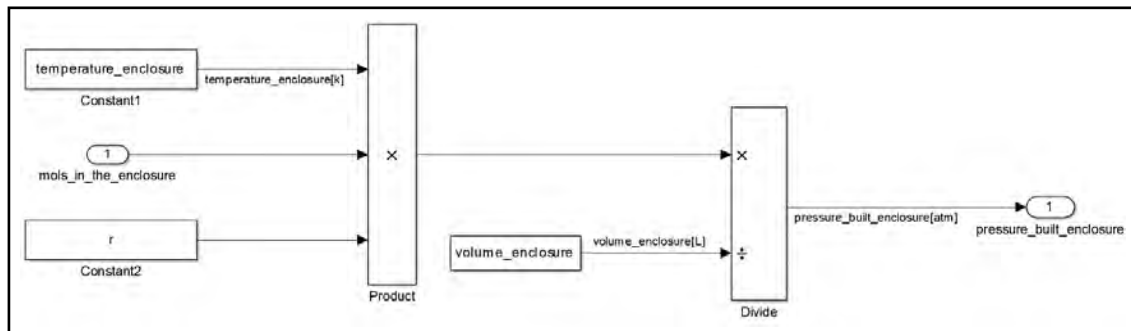 temperature_enclosure
temperature_enclosure[k]
Constant1
1
mols_in_the_enclosure
r
Constant2
×
Product
volume_enclosure
volume_enclosure[L]
×
÷
Divide
pressure_built_enclosure[atm]
1
pressure_built_enclosure